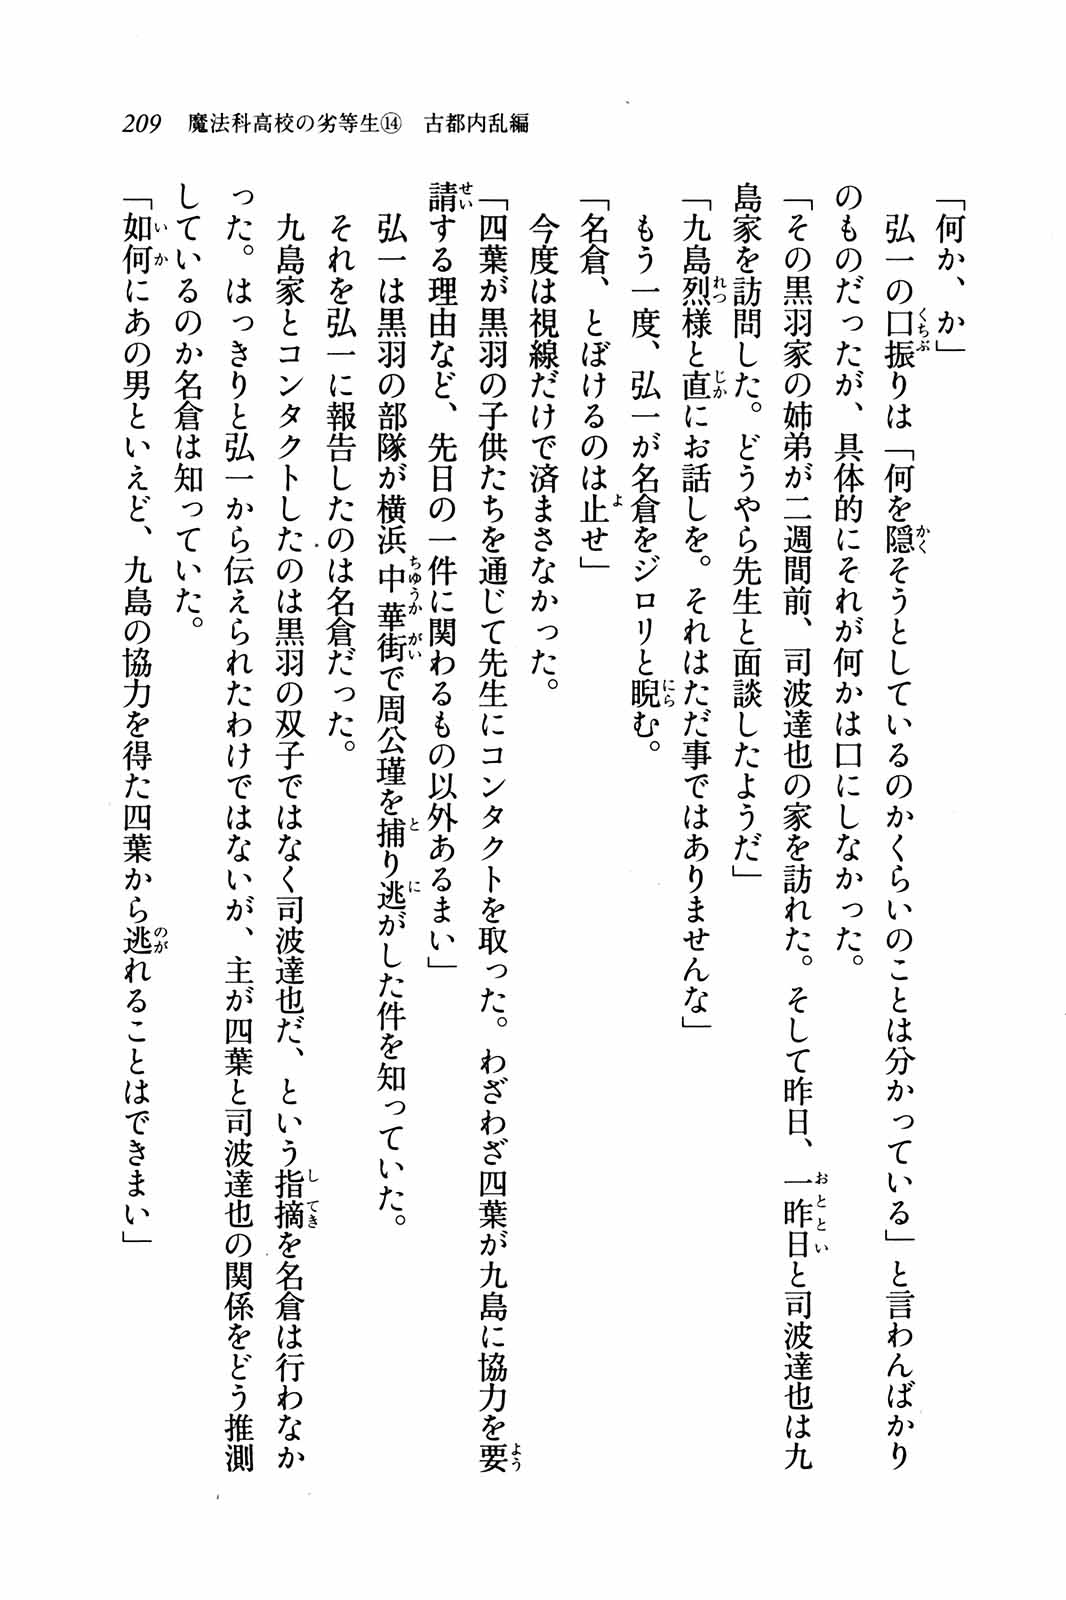 209 魔法科高校の劣等生⑭ 古都内乱編
「何か、か」
弘一の口振りは「何を隠そうとしているのかくらいのことは分かっている」と言わんばかり
のものだったが、具体的にそれが何かは口にしなかった。
「その黒羽家の姉弟が二週間前、司波達也の家を訪れた。そして昨日、一昨日と司波達也は九
島家を訪問した。どうやら先生と面談したようだ」
「九島烈様と直にお話しを。それはただ事ではありませんな」
もう一度、弘一が名倉をジロリと睨む。
「名倉、とぼけるのは止せ」
今度は視線だけで済まさなかった。
「四葉が黒羽の子供たちを通じて先生にコンタクトを取った。わざわざ四葉が九島に協力を要
請する理由など、先日の一件に関わるもの以外あるまい」
弘一は黒羽の部隊が横浜中華街で周公瑾を捕り逃がした件を知っていた。
それを弘一に報告したのは名倉だった。
九島家とコンタクトしたのは黒羽の双子ではなく司波達也だ、という指摘を名倉は行わなか
った。はっきりと弘一から伝えられたわけではないが、主が四葉と司波達也の関係をどう推測
しているのか名倉は知っていた。
「如何にあの男といえど、九島の協力を得た四葉から逃れることはできまい」